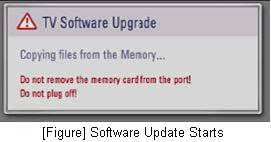 TV Software Upgrade
Copying files from the Memory...
Do not remove the memory card from the port!
Do not plug off!
[Figure] Software Update Starts